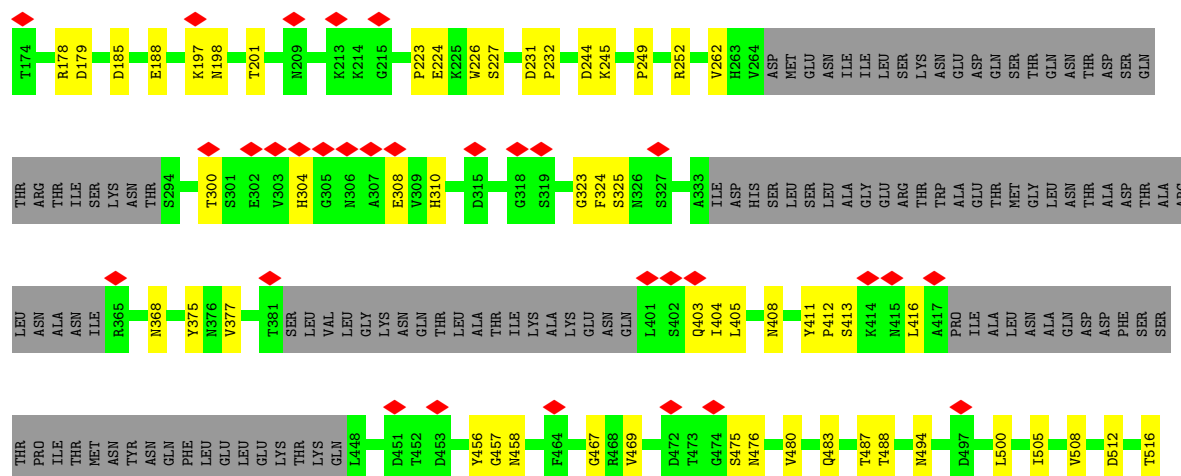 T174 R178 D179 D185 E188 K197 N198 T201 N209 K213 K214 G215 P223 E224 K225 W226 S227 D231 P232 D244 K245 P249 R252 V262 H263 V264 ASP MET GLU ASN ILE ILE LEU SER LYS ASN GLU ASP GLN SER THR GLN ASN THR ASP SER GLN
THR ARG THR ILE SER LYS ASN THR S294 T300 S301 E302 V303 H304 G305 N306 A307 E308 V309 H310 D315 G318 S319 G323 F324 S325 N326 S327 A333 ILE ASP HIS SER LEU SER LEU ALA GLY GLU ARG THR TRP ALA GLU THR MET GLY LEU ASN THR ALA ASP THR ALA ARG
LEU ASN ALA ASN ILE R365 N368 Y375 N376 V377 T381 SER LEU VAL LEU GLY LYS ASN GLN THR LEU ALA THR ILE LYS ALA LYS GLU ASN GLN L401 S402 Q403 I404 L405 N408 Y411 P412 S413 K414 N415 L416 A417 PRO ILE ALA LEU ASN ALA GLN ASP ASP PHE SER SER
THR PRO ILE THR MET ASN TYR ASN GLN PHE LEU GLU LEU GLU LYS THR LYS GLN L448 D451 T452 D453 Y456 G457 N458 F464 G467 R468 V469 D472 T473 G474 S475 N476 V480 Q483 T487 T488 N494 D497 L500 I505 V508 D512 T516